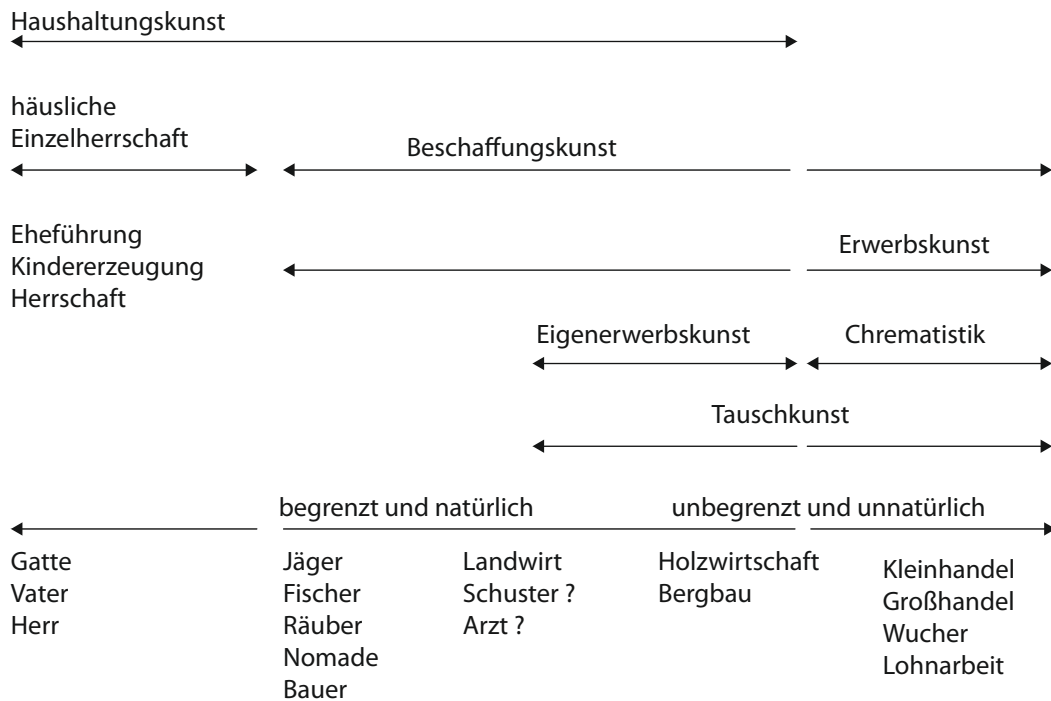 Haushaltungskunst
häusliche
Einzelherrschaft
Beschaffungskunst
Eheführung
Kindererzeugung
Herrschaft
Erwerbskunst
Eigenerwerbskunst
Chrematistik
Tauschkunst
begrenzt und natürlich
unbegrenzt und unnatürlich
Gatte
Vater
Herr
Jäger
Fischer
Räuber
Nomade
Bauer
Landwirt
Schuster ?
Arzt ?
Holzwirtschaft
Bergbau
Kleinhandel
Großhandel
Wucher
Lohnarbeit